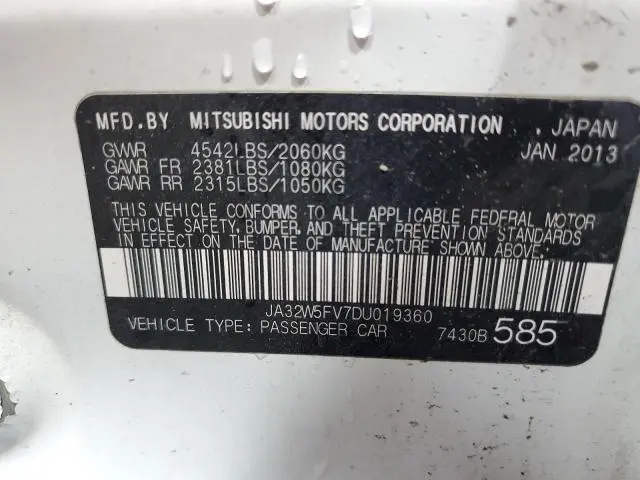 MFD.BY MITSUBISHI MOTORS CORPORATION . JAPAN
GVWR 4542LBS/2060KG JAN 2013
GAWR FR 2381LBS/1080KG
GAWR RR 2315LBS/1050KG
THIS VEHICLE CONFORMS TO ALL APPLICABLE FEDERAL MOTOR
VEHICLE SAFETY, BUMPER, AND THEFT PREVENTION STANDARDS
IN EFFECT ON THE DATE OF MANUFACTURE SHOWN ABOVE.
JA32W5FV7DU019360
VEHICLE TYPE: PASSENGER CAR 7430B 585